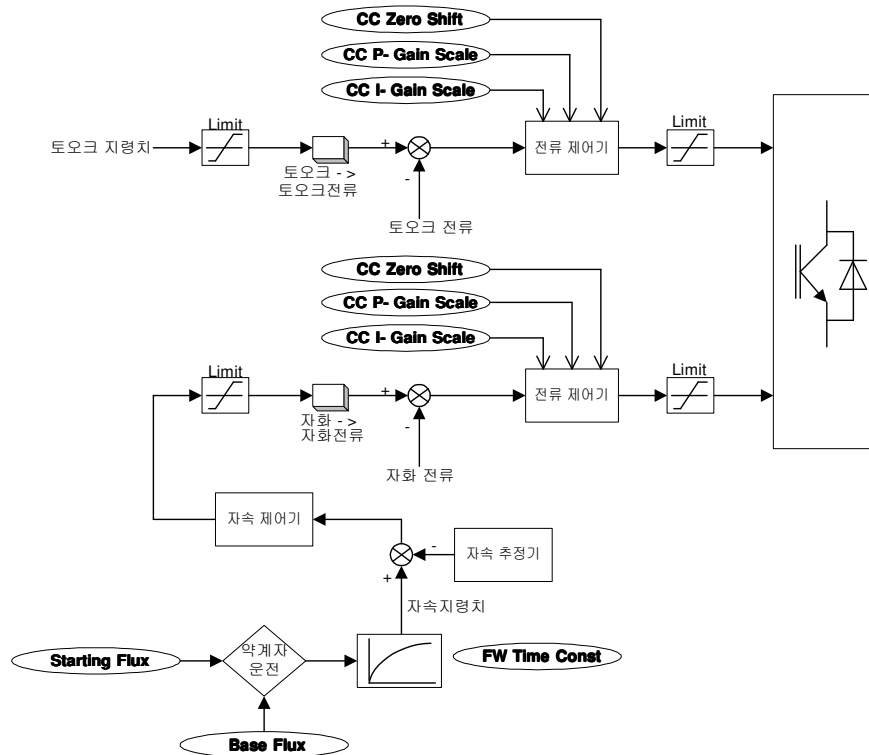 CC Zero Shift
CC P- Gain Scale
CC I- Gain Scale
Limit
Limit
토오크 지령치
+
전류 제어기
토오크 - >
토오크전류
-
토오크 전류
CC Zero Shift
CC P- Gain Scale
CC I- Gain Scale
Limit
Limit
+
전류 제어기
자화 - >
자화전류
-
자화 전류
자속 제어기
-
자속 추정기
+
자속지령치
약계자
운전
Starting Flux
FW Time Const
Base Flux